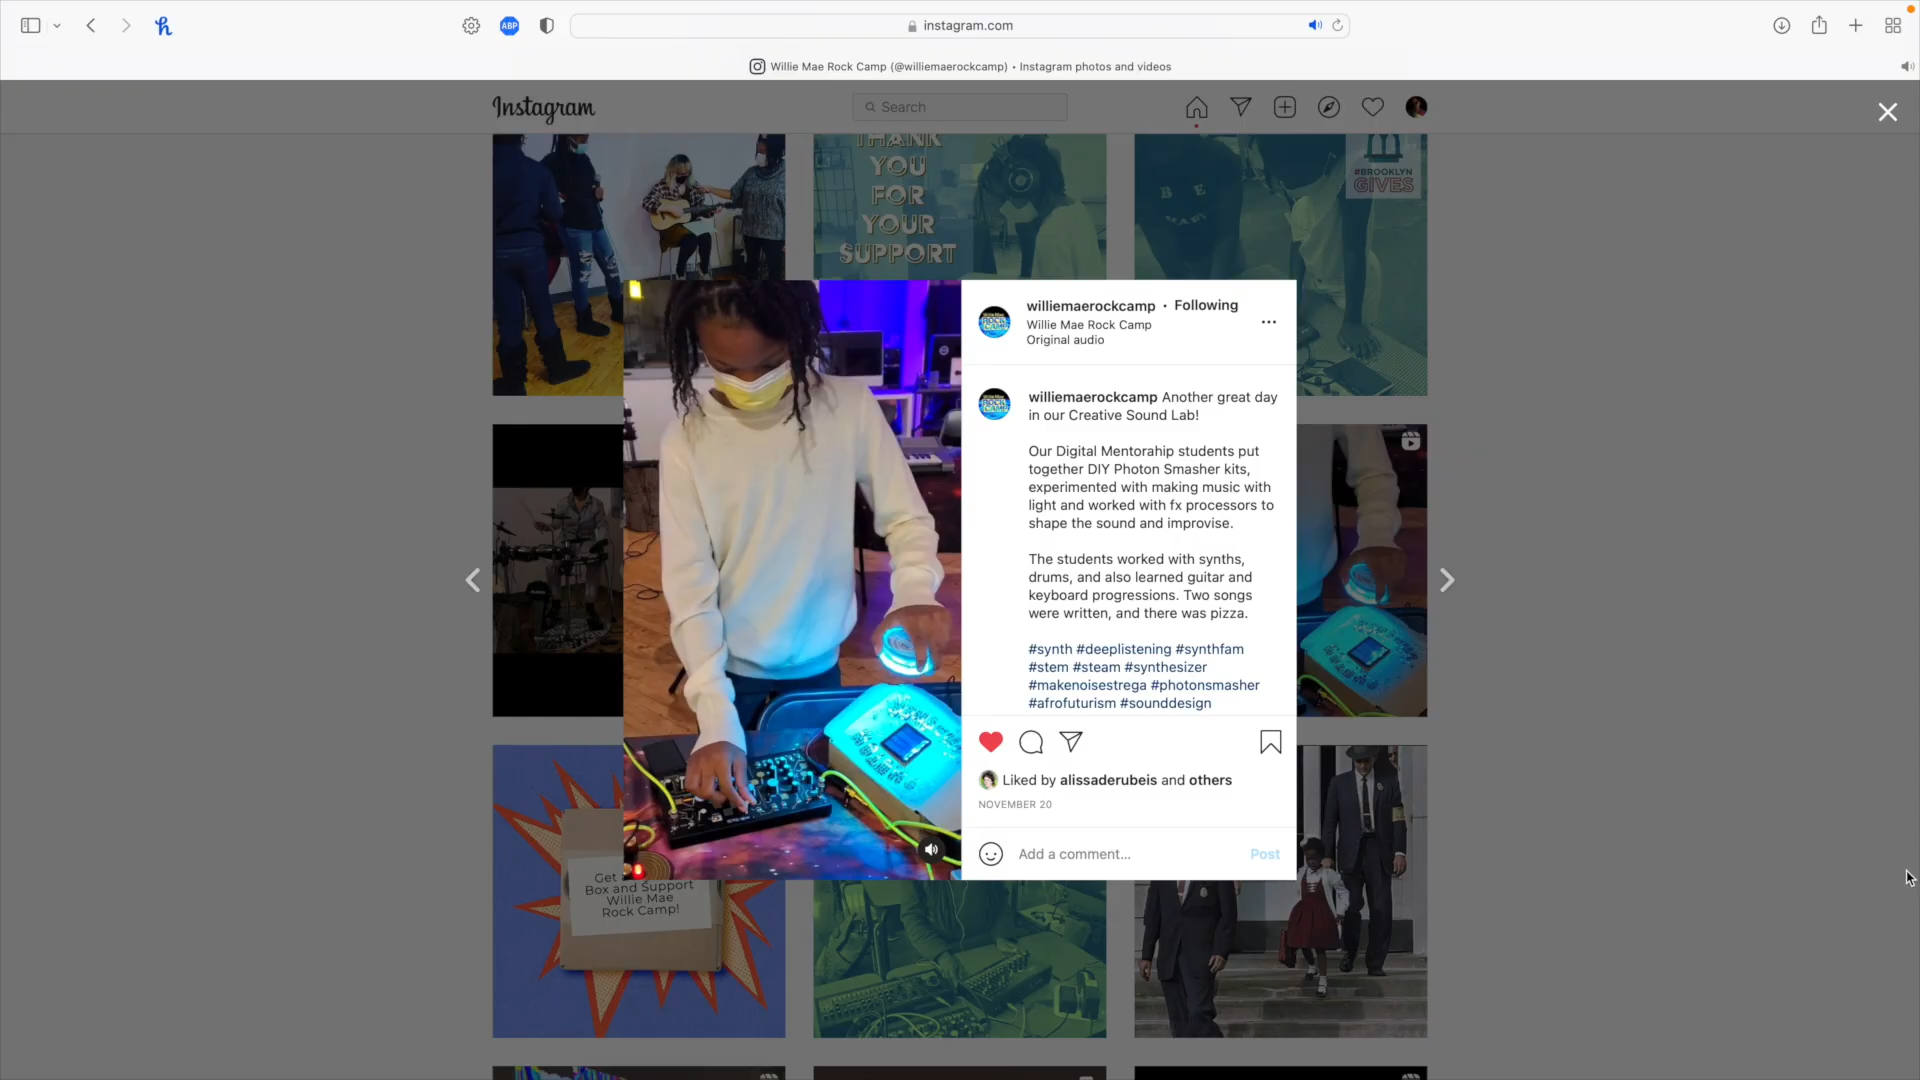 ABP
instagram.com
Willie Mae Rock Camp (@williemaerockcamp) • Instagram photos and videos
Instagram
Search
THANK
YOU
FOR
YOUR
SUPPORT
#BROOKLYN
GIVES
williemaerockcamp • Following
Willie Mae Rock Camp
Original audio
williemaerockcamp Another great day
in our Creative Sound Lab!
Our Digital Mentorahip students put
together DIY Photon Smasher kits,
experimented with making music with
light and worked with fx processors to
shape the sound and improvise.
The students worked with synths,
drums, and also learned guitar and
keyboard progressions. Two songs
were written, and there was pizza.
#synth #deeplistening #synthfam
#stem #steam #synthesizer
#makenoisestrega #photonsmasher
#afrofuturism #sounddesign
Liked by alissaderubeis and others
NOVEMBER 20
Add a comment...
Post
Get
Box and Support
Willie Mae
Rock Camp!